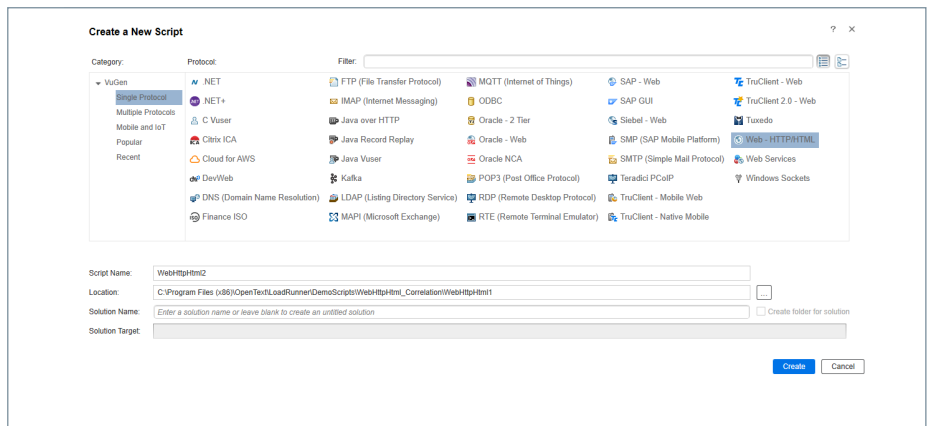 Create a New Script
? ×
Category: Protocol: Filter:
VuGen
Single Protocol
Multiple Protocols
Mobile and IoT
Popular
Recent
.NET
.NET+
C Vuser
Citrix ICA
Cloud for AWS
DevWeb
DNS (Domain Name Resolution)
Finance ISO
FTP (File Transfer Protocol)
IMAP (Internet Messaging)
Java over HTTP
Java Record Replay
Java Vuser
Kafka
LDAP (Listing Directory Service)
MAPI (Microsoft Exchange)
MQTT (Internet of Things)
ODBC
Oracle - 2 Tier
Oracle - Web
Oracle NCA
POP3 (Post Office Protocol)
RDP (Remote Desktop Protocol)
RTE (Remote Terminal Emulator)
SAP - Web
SAP GUI
Siebel - Web
SMP (SAP Mobile Platform)
SMTP (Simple Mail Protocol)
Teradici PCoIP
TruClient - Mobile Web
TruClient - Native Mobile
TruClient - Web
TruClient 2.0 - Web
Tuxedo
Web - HTTP/HTML
Web Services
Windows Sockets
Script Name: WebHttpHtml2
Location: C:\Program Files (x86)\OpenText\LoadRunner\DemoScripts\WebHttpHtml_Correlation\WebHttpHtml1 ...
Solution Name: Enter a solution name or leave blank to create an untitled solution Create folder for solution
Solution Target:
Create Cancel